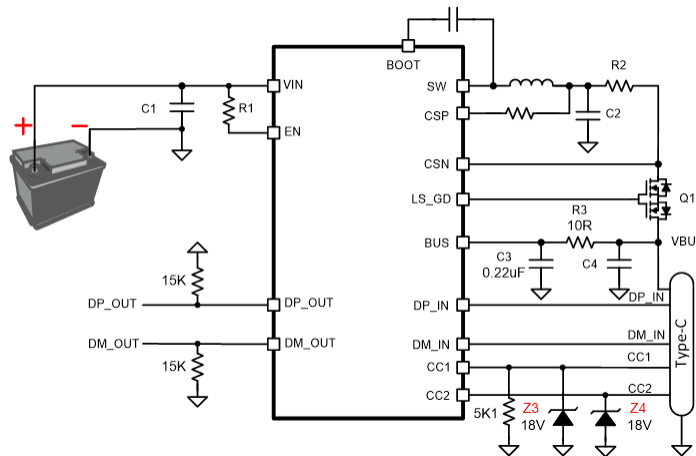 BOOT
VIN
SW
R2
C1
R1
CSP
C2
+
−
EN
CSN
LS_GD
Q1
R3
10R
BUS
VBU
C3
0.22uF
C4
15K
DP_OUT
DP_OUT
DP_IN
DP_IN
DM_OUT
DM_OUT
DM_IN
DM_IN
Type-C
15K
CC1
CC1
CC2
CC2
5K1
Z3
18V
Z4
18V